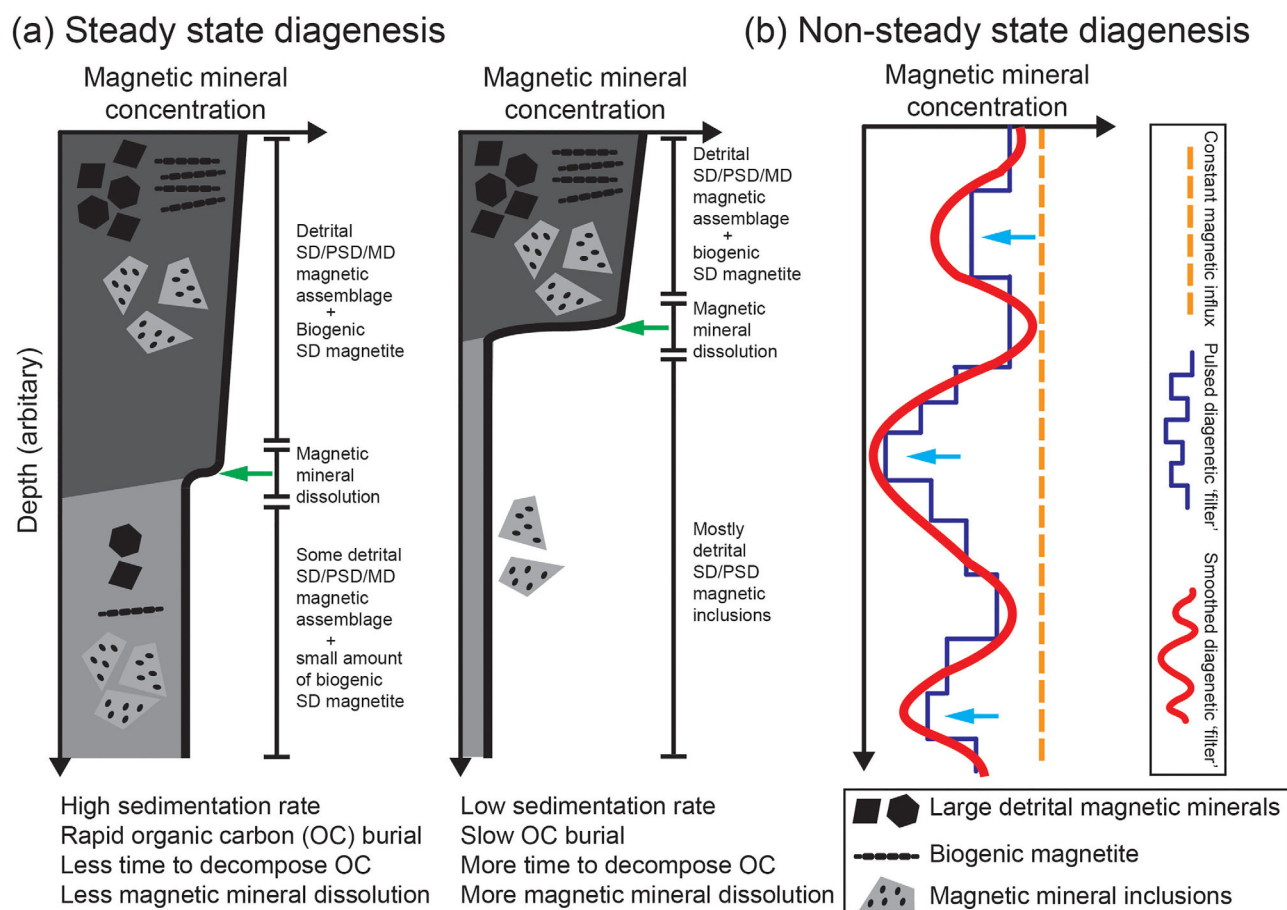 (a) Steady state diagenesis
Magnetic mineral
concentration
Depth (arbitary)
Detrital
SD/PSD/MD
magnetic
assemblage
+
Biogenic
SD magnetite
Magnetic
mineral
dissolution
Some detrital
SD/PSD/MD
magnetic
assemblage
+
small amount
of biogenic
SD magnetite
High sedimentation rate
Rapid organic carbon (OC) burial
Less time to decompose OC
Less magnetic mineral dissolution
Magnetic mineral
concentration
Detrital
SD/PSD/MD
magnetic
assemblage
+
biogenic
SD magnetite
Magnetic
mineral
dissolution
Mostly
detrital
SD/PSD
magnetic
inclusions
Low sedimentation rate
Slow OC burial
More time to decompose OC
More magnetic mineral dissolution
(b) Non-steady state diagenesis
Magnetic mineral
concentration
Constant magnetic influx
Pulsed diagenetic ‘filter’
Smoothed diagenetic ‘filter’
Large detrital magnetic minerals
Biogenic magnetite
Magnetic mineral inclusions